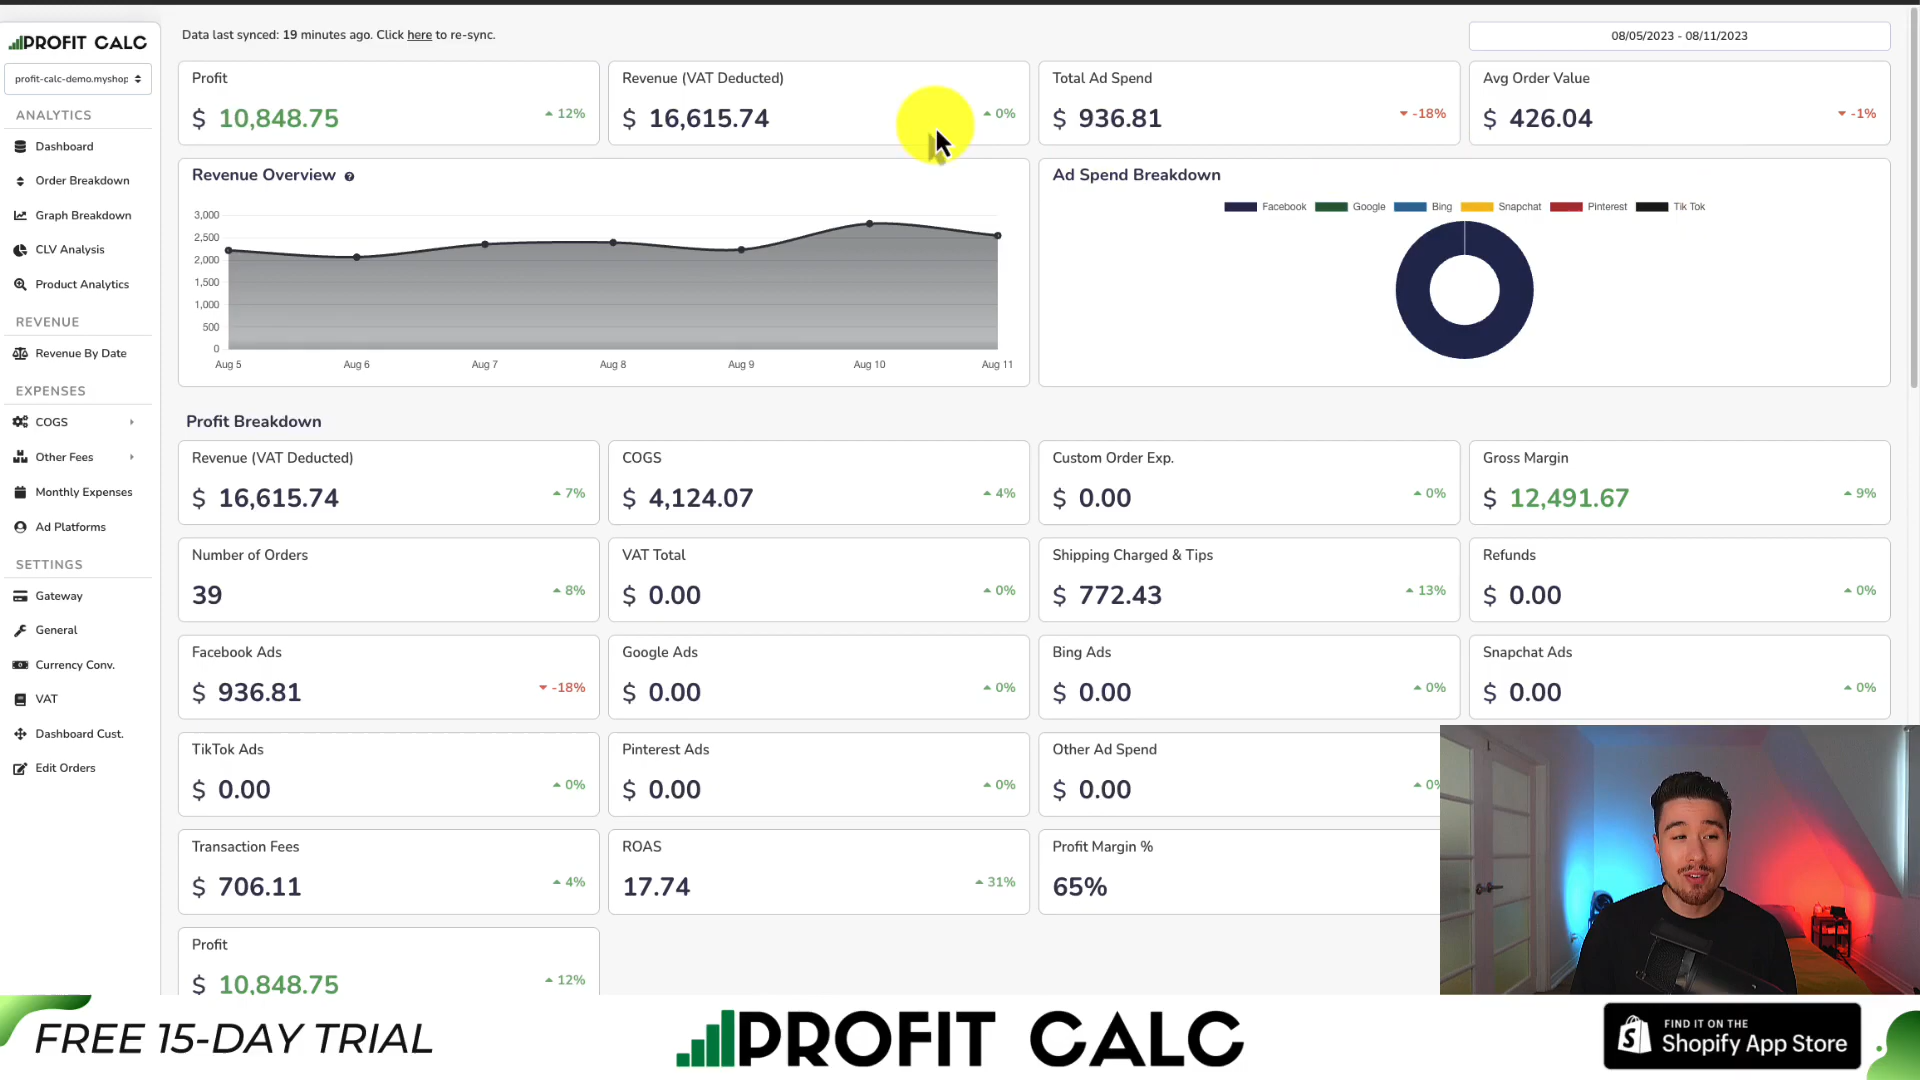 PROFIT CALC
profit-calc-demo.myshop
ANALYTICS
Dashboard
Order Breakdown
Graph Breakdown
CLV Analysis
Product Analytics
REVENUE
Revenue By Date
EXPENSES
COGS
Other Fees
Monthly Expenses
Ad Platforms
SETTINGS
Gateway
General
Currency Conv.
VAT
Dashboard Cust.
Edit Orders
Data last synced: 19 minutes ago. Click here to re-sync.
08/05/2023 - 08/11/2023
Profit
$ 10,848.75 12%
Revenue (VAT Deducted)
$ 16,615.74 0%
Total Ad Spend
$ 936.81 -18%
Avg Order Value
$ 426.04 -1%
Revenue Overview ?
3,000
2,500
2,000
1,500
1,000
500
0
Aug 5 Aug 6 Aug 7 Aug 8 Aug 9 Aug 10 Aug 11
Ad Spend Breakdown
Facebook Google Bing Snapchat Pinterest Tik Tok
Profit Breakdown
Revenue (VAT Deducted)
$ 16,615.74 7%
COGS
$ 4,124.07 4%
Custom Order Exp.
$ 0.00 0%
Gross Margin
$ 12,491.67 9%
Number of Orders
39 8%
VAT Total
$ 0.00 0%
Shipping Charged & Tips
$ 772.43 13%
Refunds
$ 0.00 0%
Facebook Ads
$ 936.81 -18%
Google Ads
$ 0.00 0%
Bing Ads
$ 0.00 0%
Snapchat Ads
$ 0.00 0%
TikTok Ads
$ 0.00 0%
Pinterest Ads
$ 0.00 0%
Other Ad Spend
$ 0.00 0%
Transaction Fees
$ 706.11 4%
ROAS
17.74 31%
Profit Margin %
65%
Profit
$ 10,848.75 12%
FREE 15-DAY TRIAL
PROFIT CALC
FIND IT ON THE
Shopify App Store